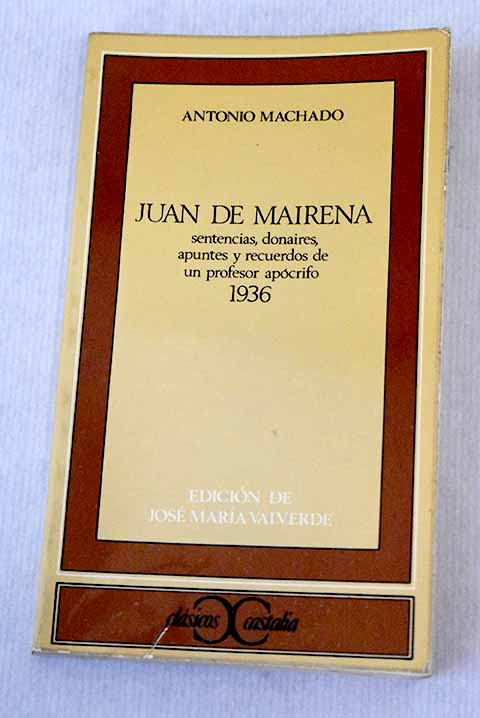 ANTONIO MACHADO
JUAN DE MAIRENA
sentencias, donaires,
apuntes y recuerdos de
un profesor apócrifo
1936
EDICIÓN DE
JOSÉ MARÍA VALVERDE
clásicos castalia